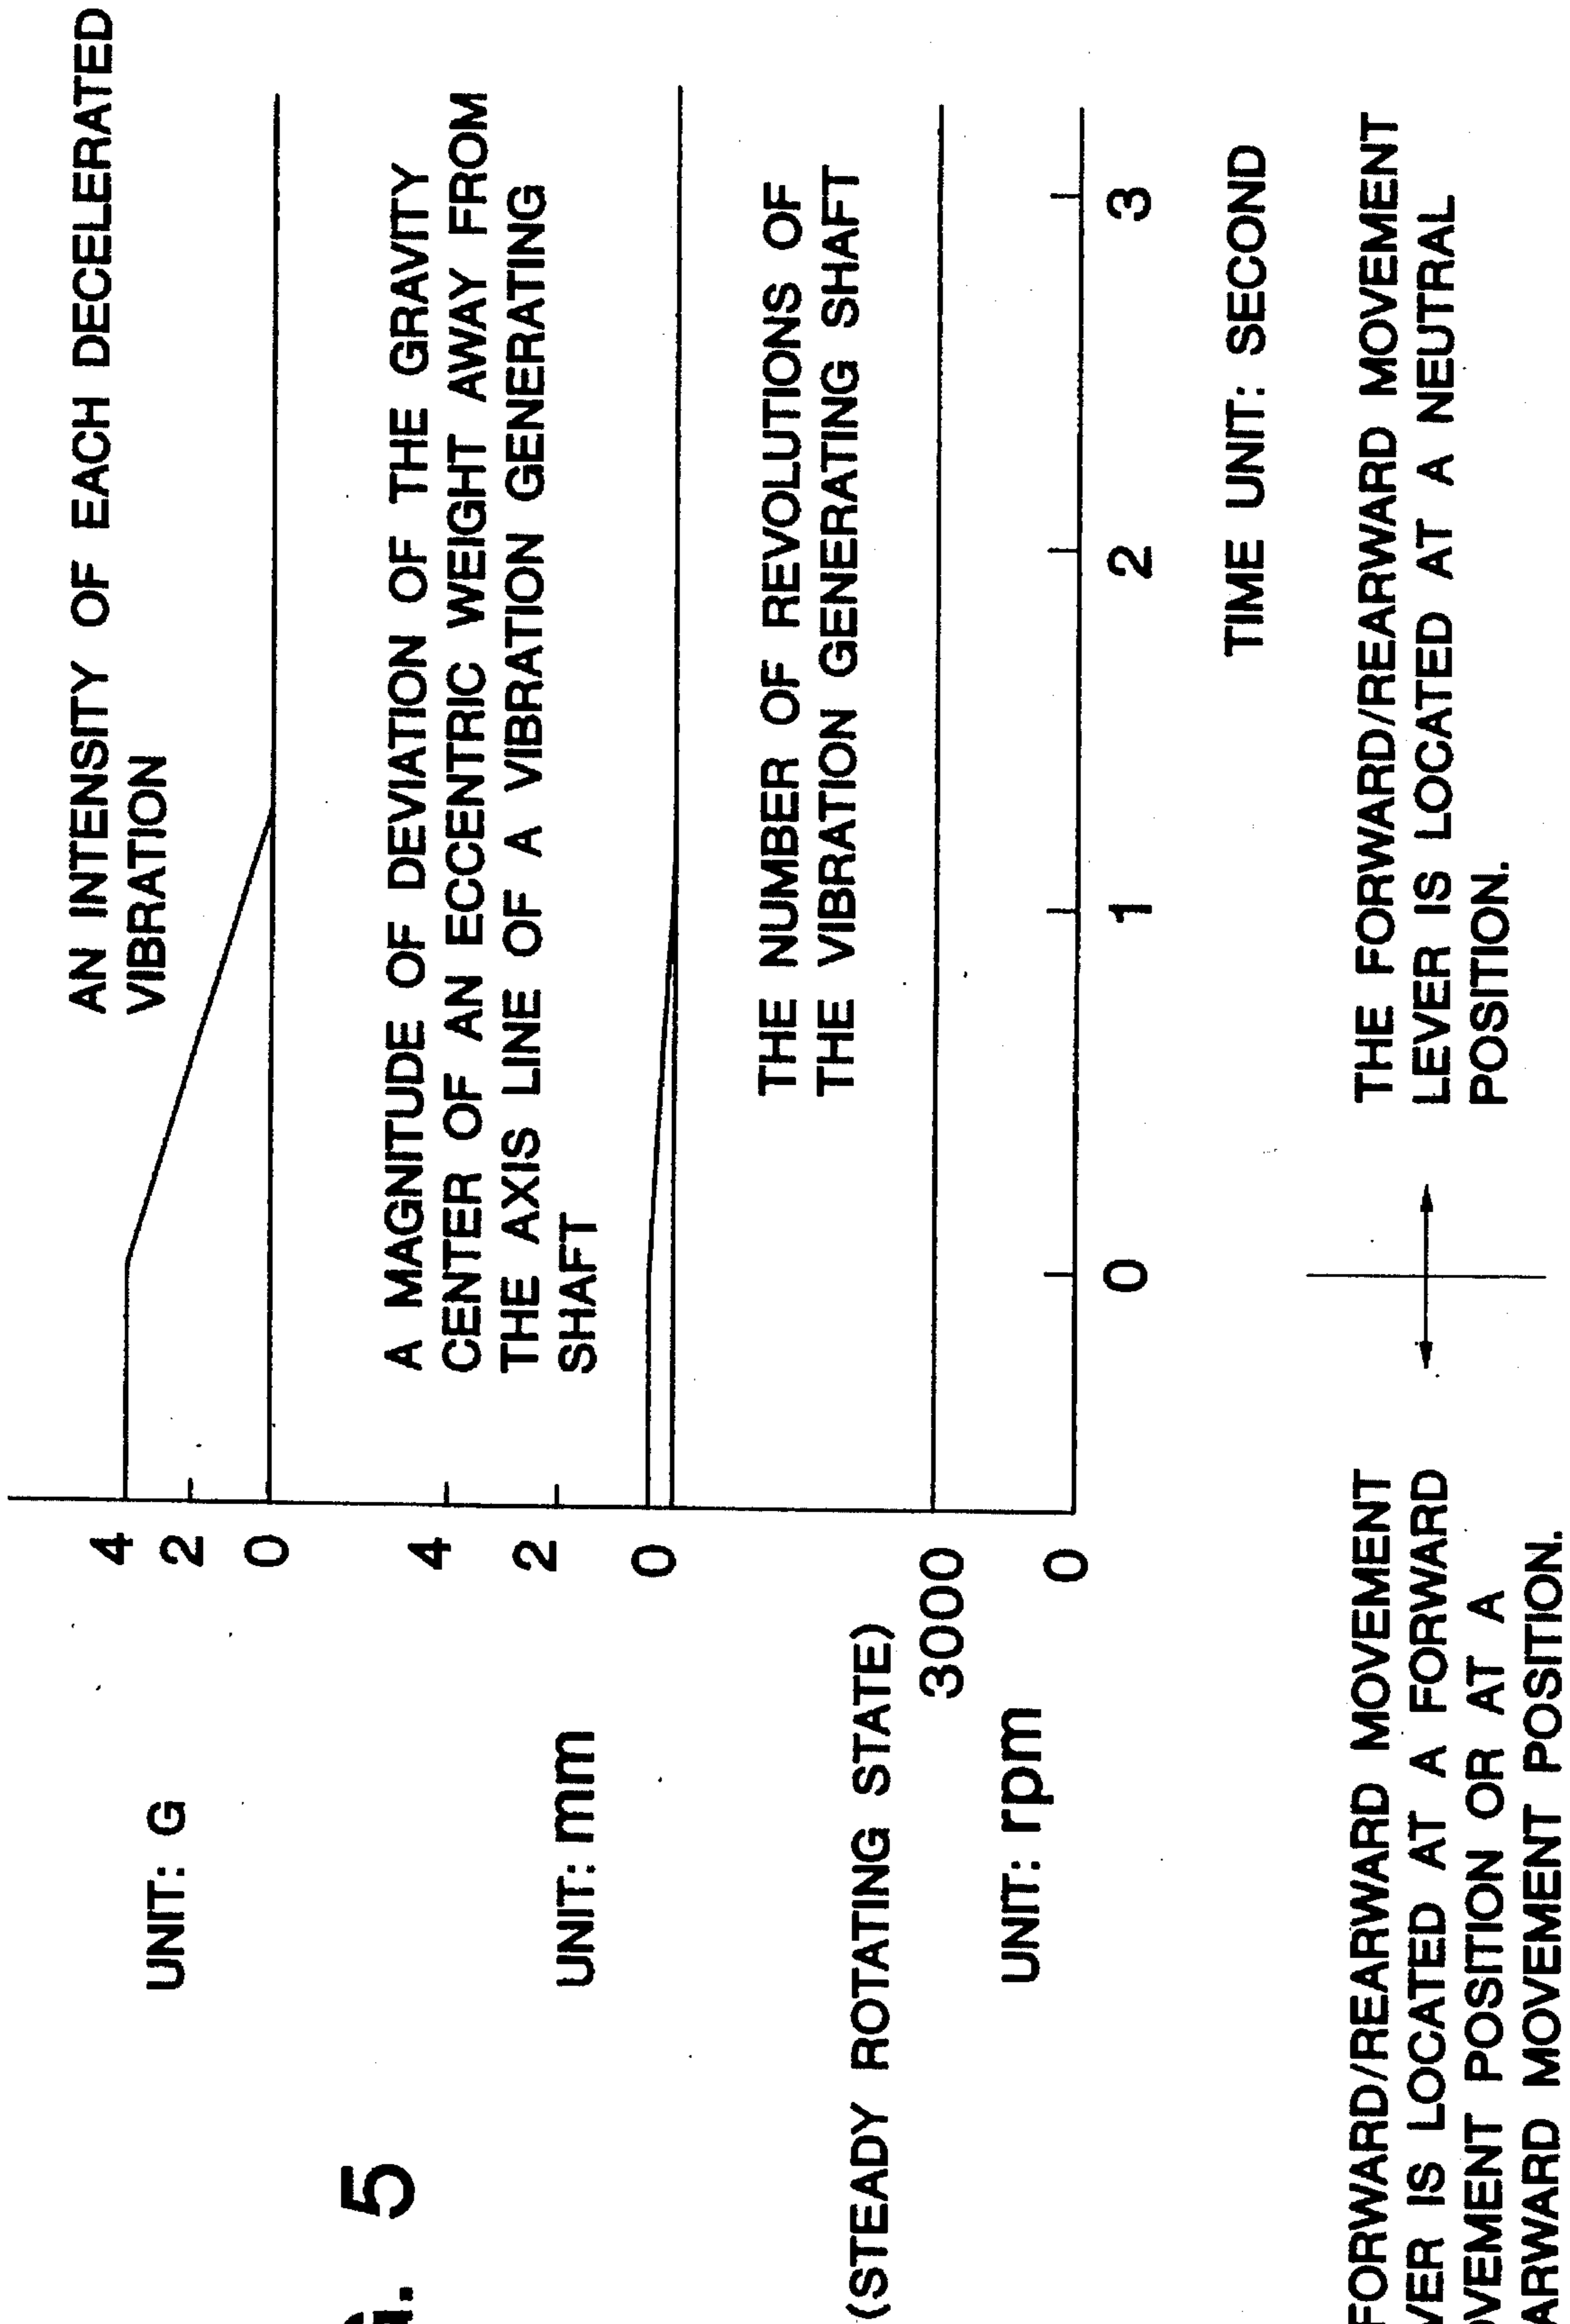 AN INTENSITY OF EACH DECELERATED
VIBRATION
UNIT: G
4
2
0
G. 5
A MAGNITUDE OF DEVIATION OF THE GRAVITY
CENTER OF AN ECCENTRIC WEIGHT AWAY FROM
THE AXIS LINE OF A VIBRATION GENERATING
SHAFT
UNIT: mm
4
2
0
THE NUMBER OF REVOLUTIONS OF
THE VIBRATION GENERATING SHAFT
(STEADY ROTATING STATE)
3000
UNIT: rpm
0
0 1 2 3
TIME UNIT: SECOND
FORWARD/REARWARD MOVEMENT
VER IS LOCATED AT A FORWARD
OVEMENT POSITION OR AT A
ARWARD MOVEMENT POSITION.
THE FORWARD/REARWARD MOVEMENT
LEVER IS LOCATED AT A NEUTRAL
POSITION.